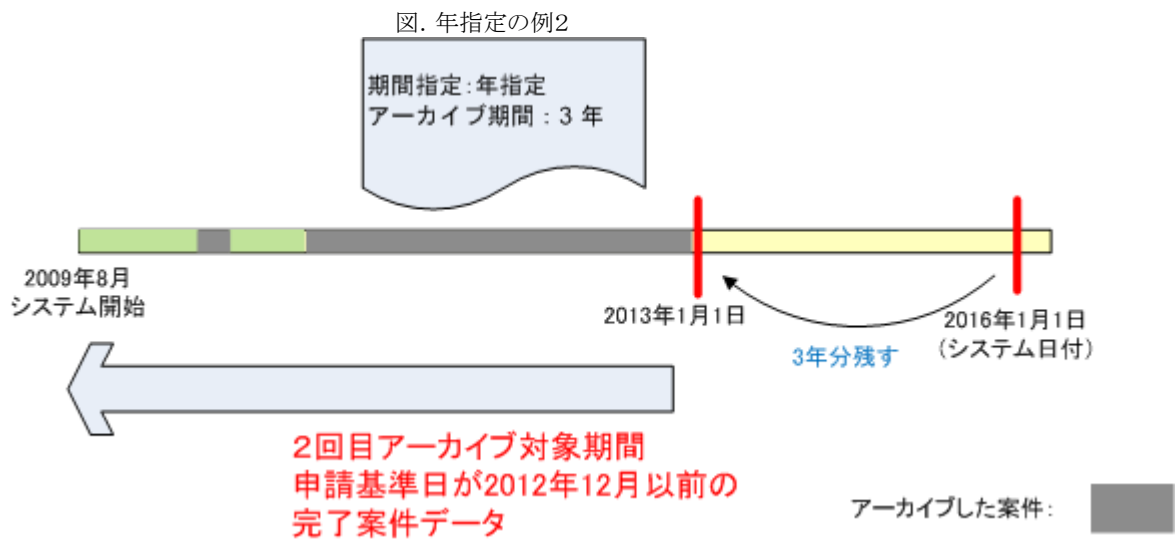 図. 年指定の例2
期間指定：年指定
アーカイブ期間：3 年
2009年8月
システム開始
2013年1月1日
2016年1月1日
（システム日付）
3年分残す
２回目アーカイブ対象期間
申請基準日が2012年12月以前の
完了案件データ
アーカイブした案件：